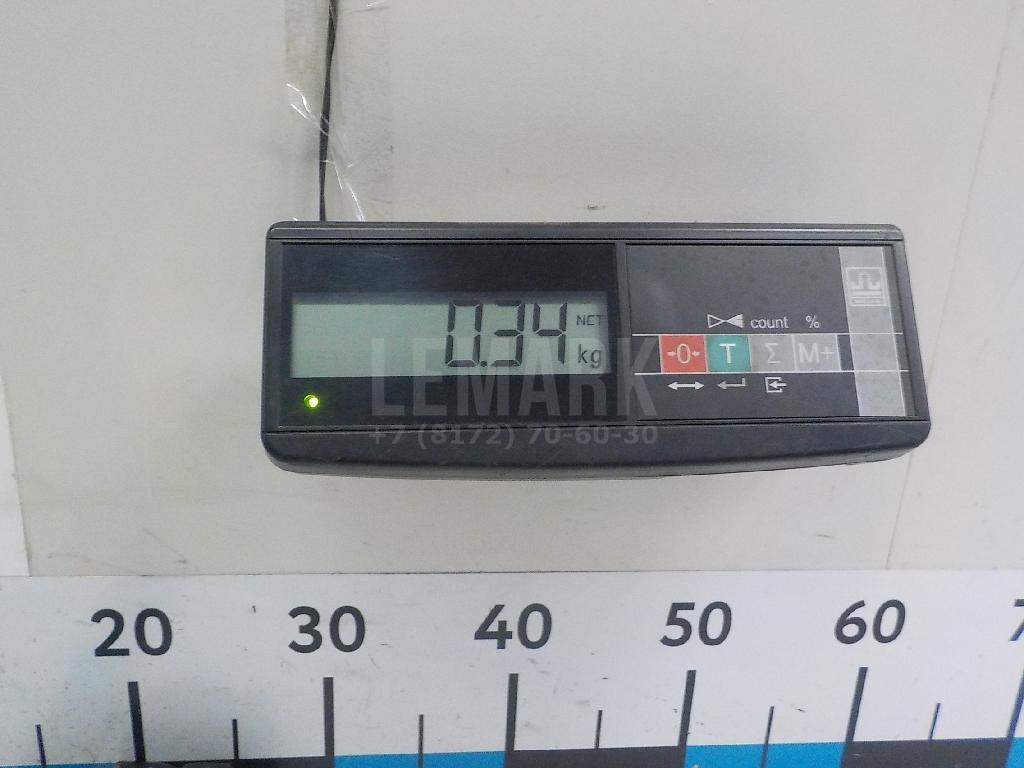 0.34 NET kg
count %
→0← T Σ M+
LEMARK
+7 (8172) 70-60-30
20 30 40 50 60